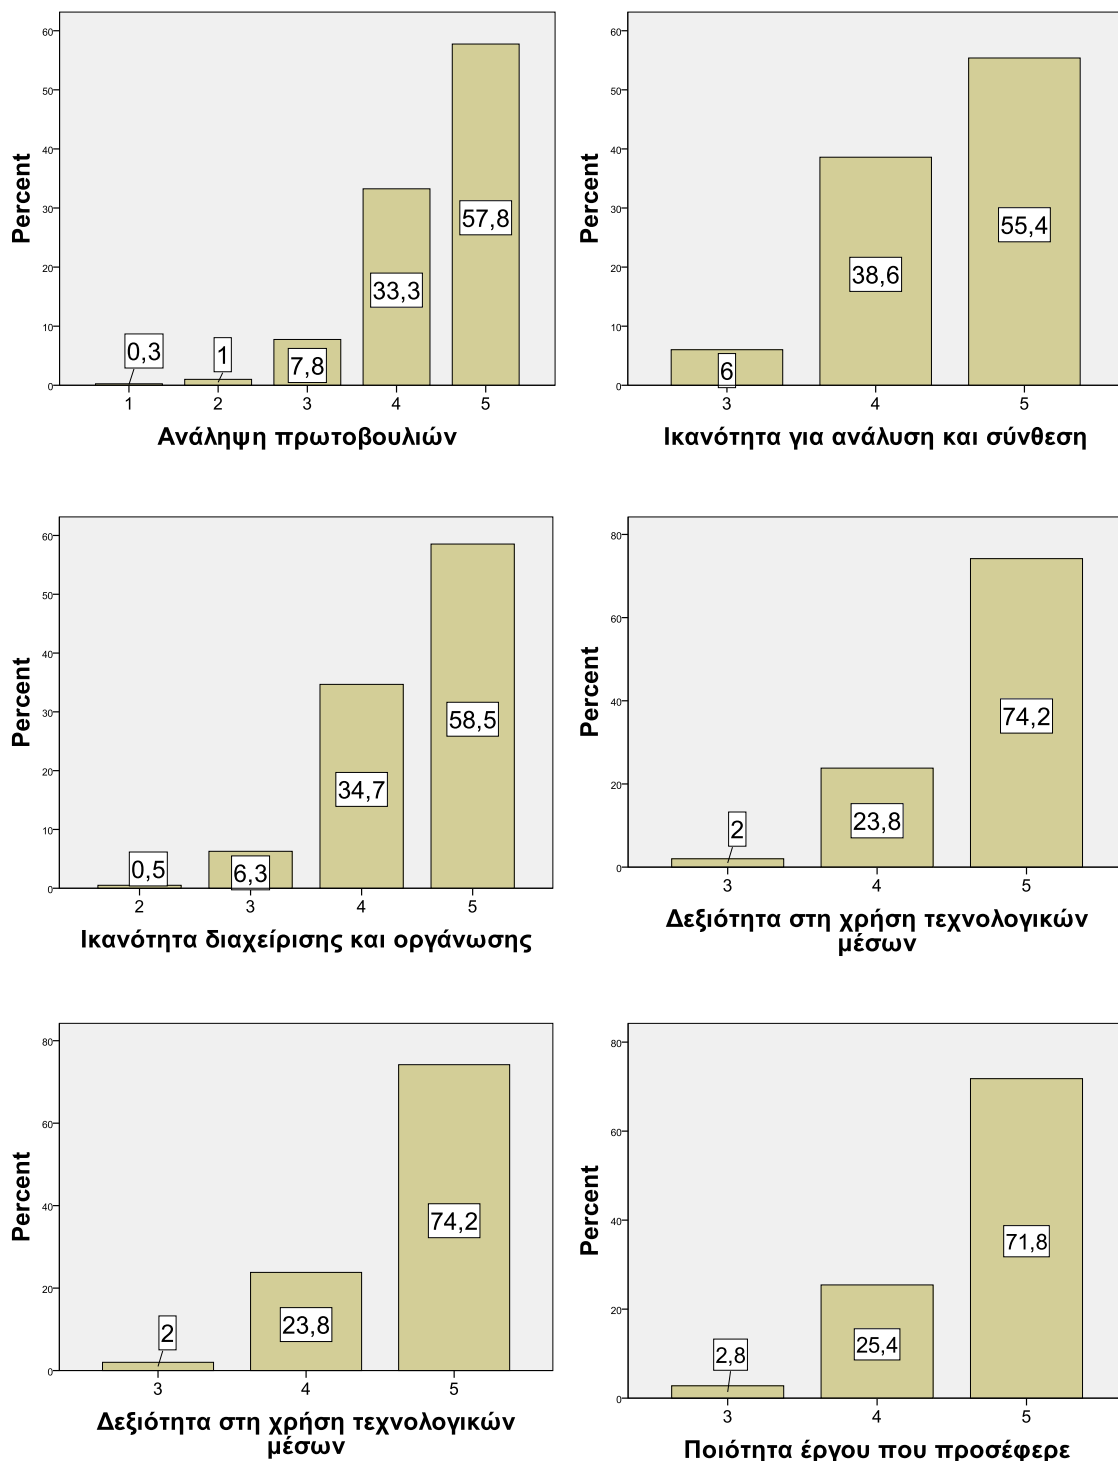 Percent
60
50
40
30
20
10
0
0,3
1
7,8
33,3
57,8
1 2 3 4 5
Ανάληψη πρωτοβουλιών
Percent
60
50
40
30
20
10
0
6
38,6
55,4
3 4 5
Ικανότητα για ανάλυση και σύνθεση
Percent
60
50
40
30
20
10
0
0,5
6,3
34,7
58,5
2 3 4 5
Ικανότητα διαχείρισης και οργάνωσης
Percent
80
60
40
20
0
2
23,8
74,2
3 4 5
Δεξιότητα στη χρήση τεχνολογικών
μέσων
Percent
80
60
40
20
0
2
23,8
74,2
3 4 5
Δεξιότητα στη χρήση τεχνολογικών
μέσων
Percent
80
60
40
20
0
2,8
25,4
71,8
3 4 5
Ποιότητα έργου που προσέφερε